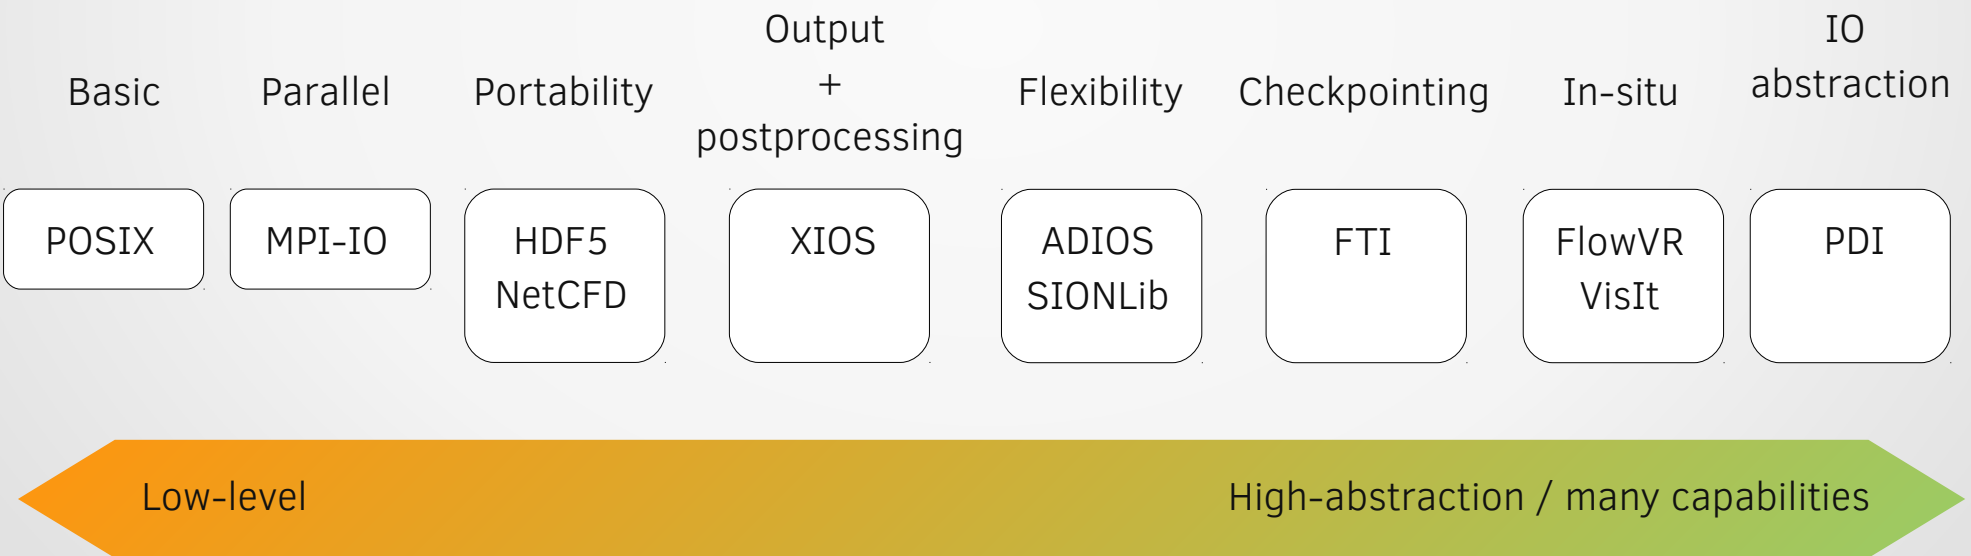 Basic
Parallel
Portability
Output
+
postprocessing
Flexibility
Checkpointing
In-situ
IO
abstraction
POSIX
MPI-IO
HDF5
NetCFD
XIOS
ADIOS
SIONLib
FTI
FlowVR
VisIt
PDI
Low-level
High-abstraction / many capabilities